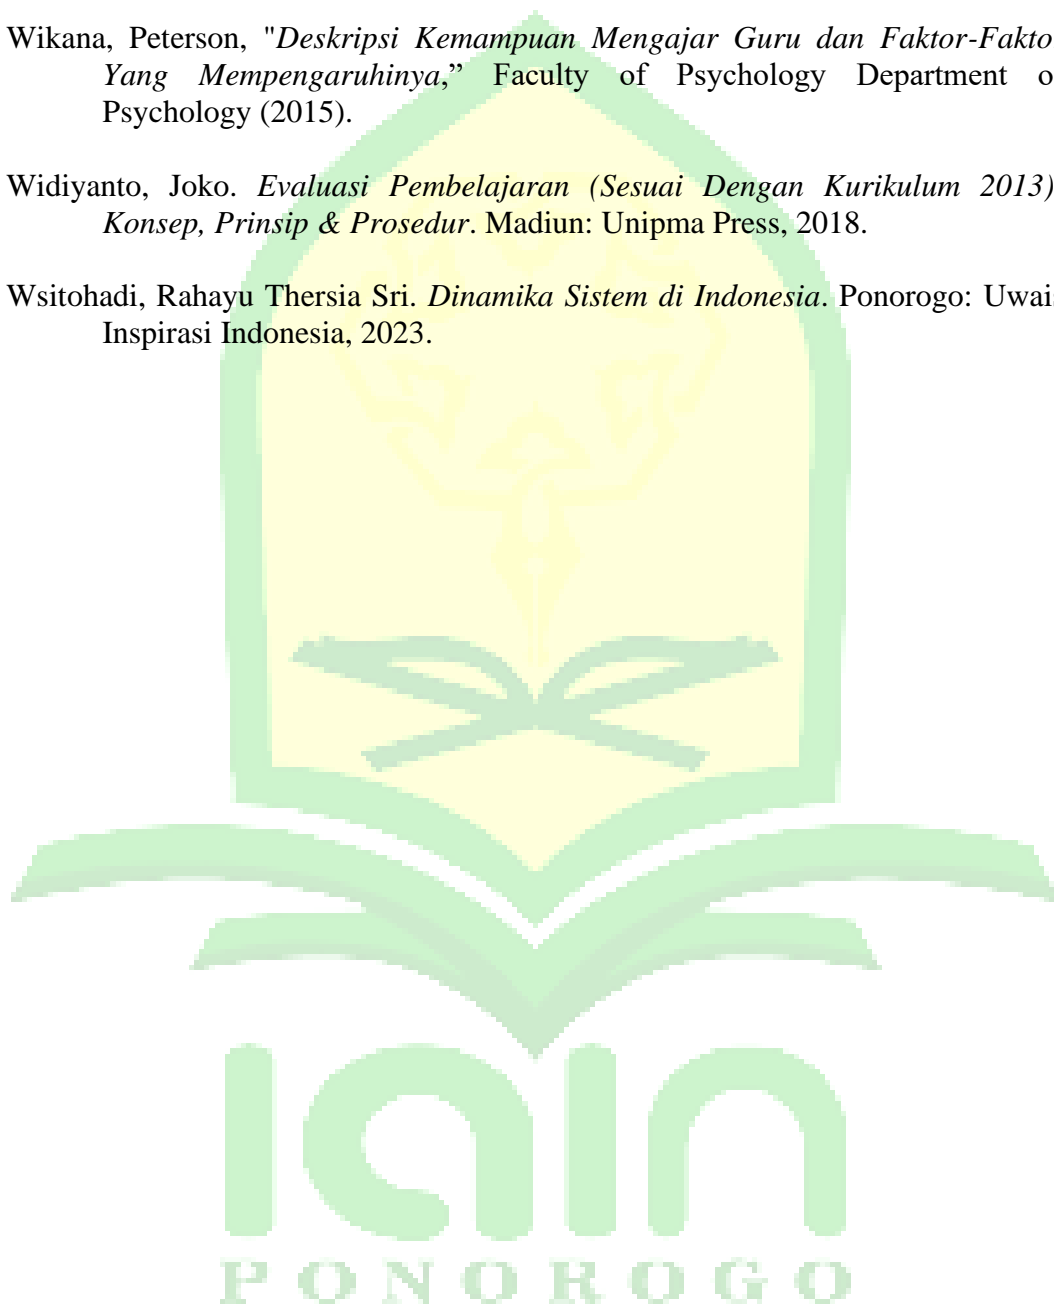 Wikana, Peterson, "Deskripsi Kemampuan Mengajar Guru dan Faktor-Fakto
Yang Mempengaruhinya,” Faculty of Psychology Department o
Psychology (2015).
Widiyanto, Joko. Evaluasi Pembelajaran (Sesuai Dengan Kurikulum 2013)
Konsep, Prinsip & Prosedur. Madiun: Unipma Press, 2018.
Wsitohadi, Rahayu Thersia Sri. Dinamika Sistem di Indonesia. Ponorogo: Uwais
Inspirasi Indonesia, 2023.
iain
PONOROGO